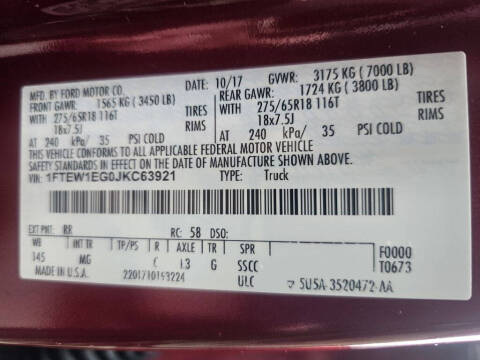 MFD. BY FORD MOTOR CO. DATE: 10/17 GVWR: 3175 KG (7000 LB)
FRONT GAWR: 1565 KG (3450 LB) REAR GAWR: 1724 KG (3800 LB)
WITH 275/65R18 116T TIRES WITH 275/65R18 116T TIRES
18x7.5J RIMS 18x7.5J RIMS
AT 240 kPa/ 35 PSI COLD AT 240 kPa/ 35 PSI COLD
THIS VEHICLE CONFORMS TO ALL APPLICABLE FEDERAL MOTOR VEHICLE
SAFETY STANDARDS IN EFFECT ON THE DATE OF MANUFACTURE SHOWN ABOVE.
VIN: 1FTEW1EG0JKC63921 TYPE: Truck
EXT PNT: RR RC: 58 DSO:
WB INT TR TP/PS R AXLE TR SPR F0000
145 MG 13 G SSCC T0673
MADE IN U.S.A. 22017101 3224 ULC 5U5A-3520472-AA